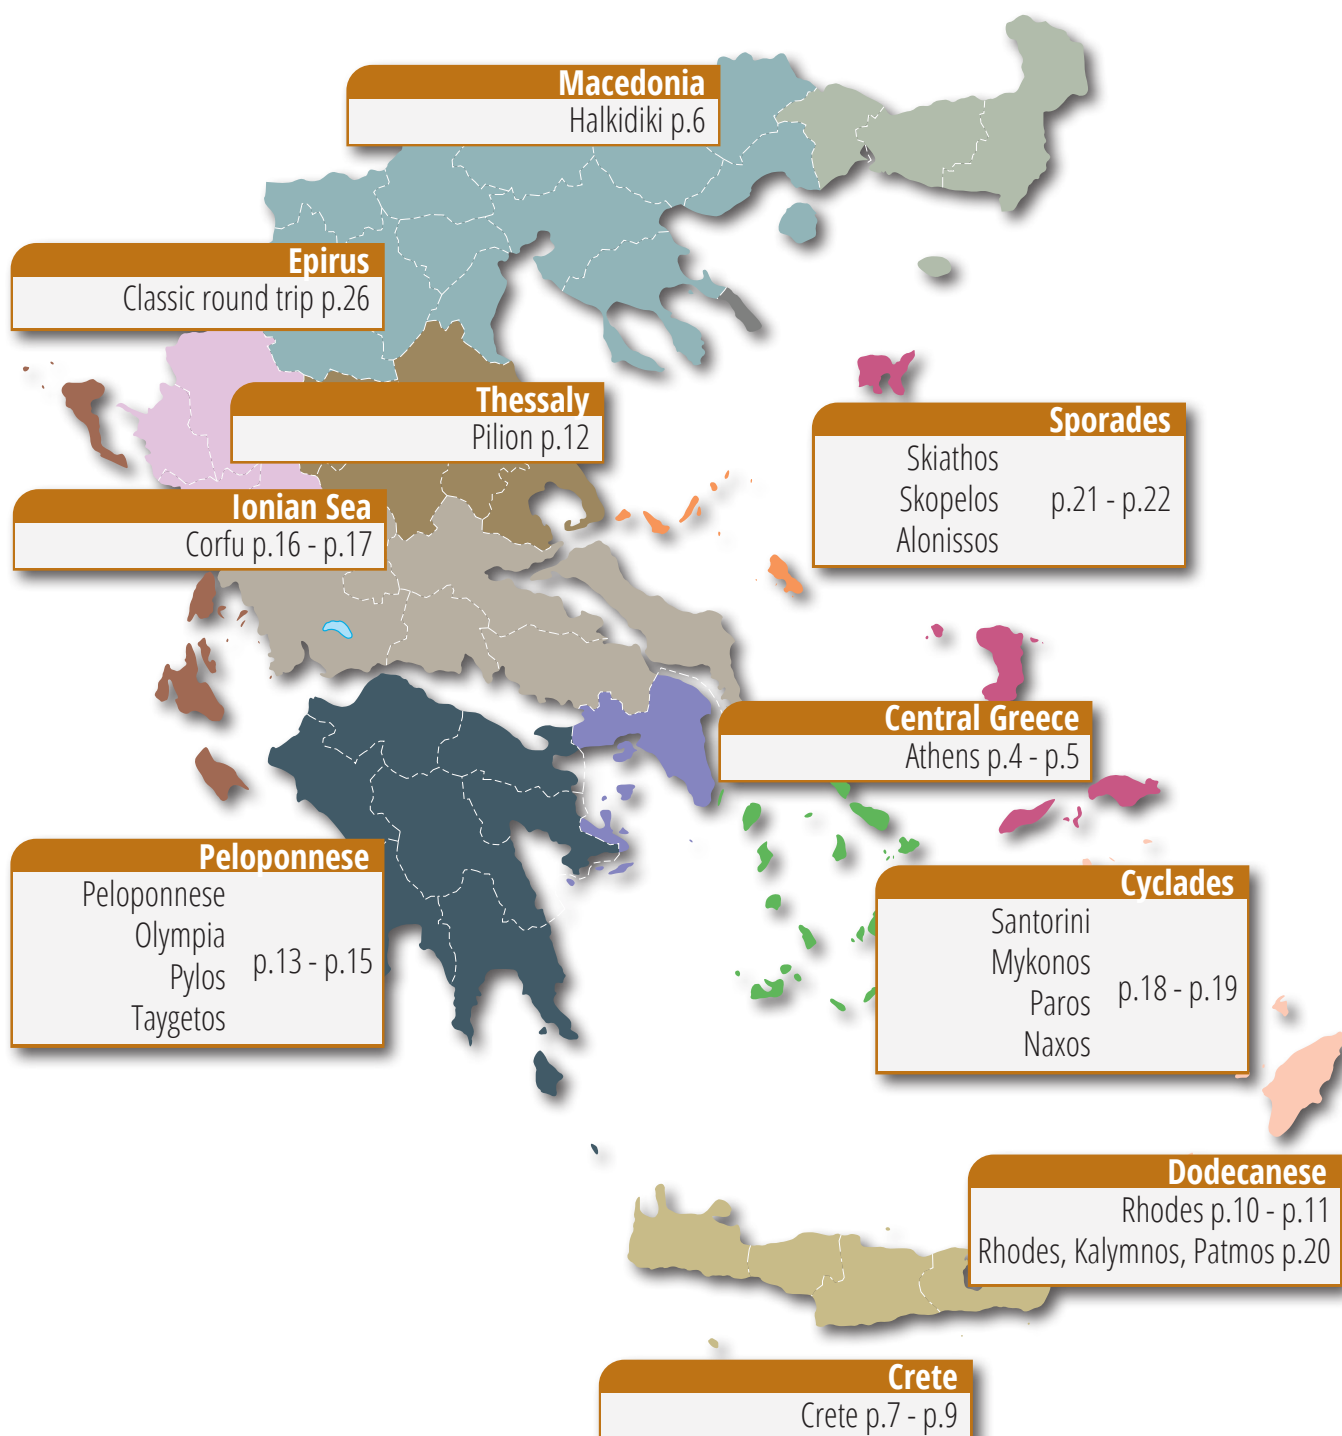 Macedonia
Halkidiki p.6
Epirus
Classic round trip p.26
Thessaly
Pilion p.12
Sporades
Skiathos
Skopelos
Alonissos
p.21 - p.22
Ionian Sea
Corfu p.16 - p.17
Central Greece
Athens p.4 - p.5
Peloponnese
Peloponnese
Olympia
Pylos
Taygetos
p.13 - p.15
Cyclades
Santorini
Mykonos
Paros
Naxos
p.18 - p.19
Dodecanese
Rhodes p.10 - p.11
Rhodes, Kalymnos, Patmos p.20
Crete
Crete p.7 - p.9